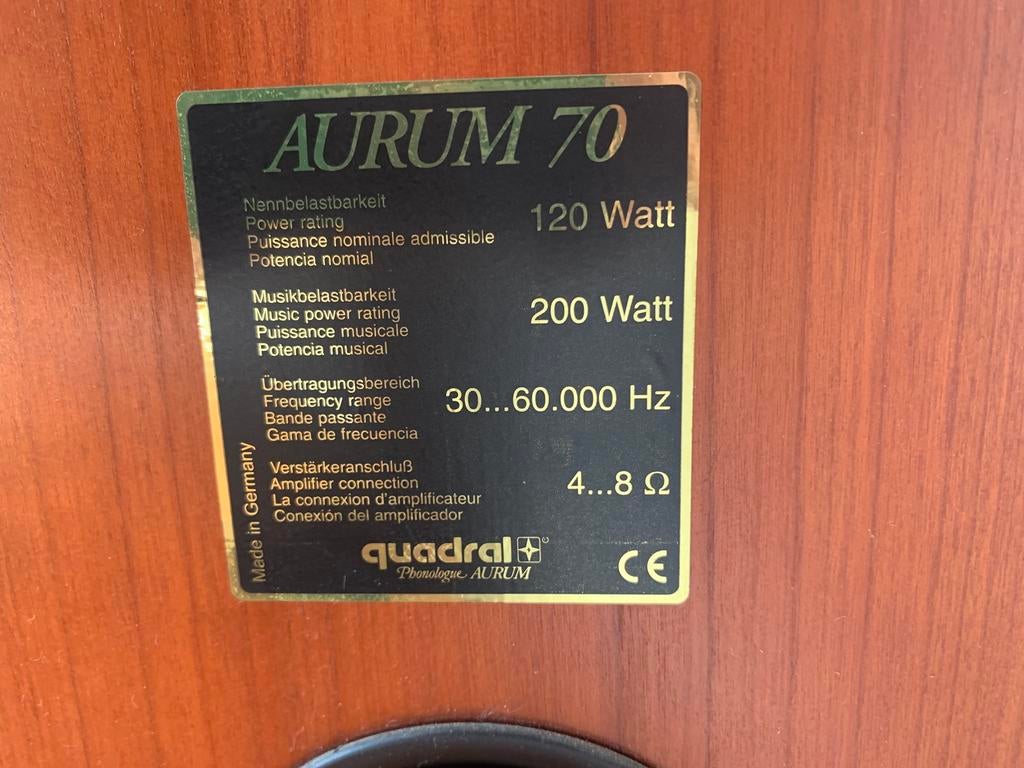 AURUM 70
Nennbelastbarkeit
Power rating
Puissance nominale admissible
Potencia nomial
120 Watt
Musikbelastbarkeit
Music power rating
Puissance musicale
Potencia musical
200 Watt
Übertragungsbereich
Frequency range
Bande passante
Gama de frecuencia
30...60.000 Hz
Verstärkeranschluß
Amplifier connection
La connexion d'amplificateur
Conexión del amplificador
4...8 Ω
Made in Germany
quadral
Phonologue AURUM
CE